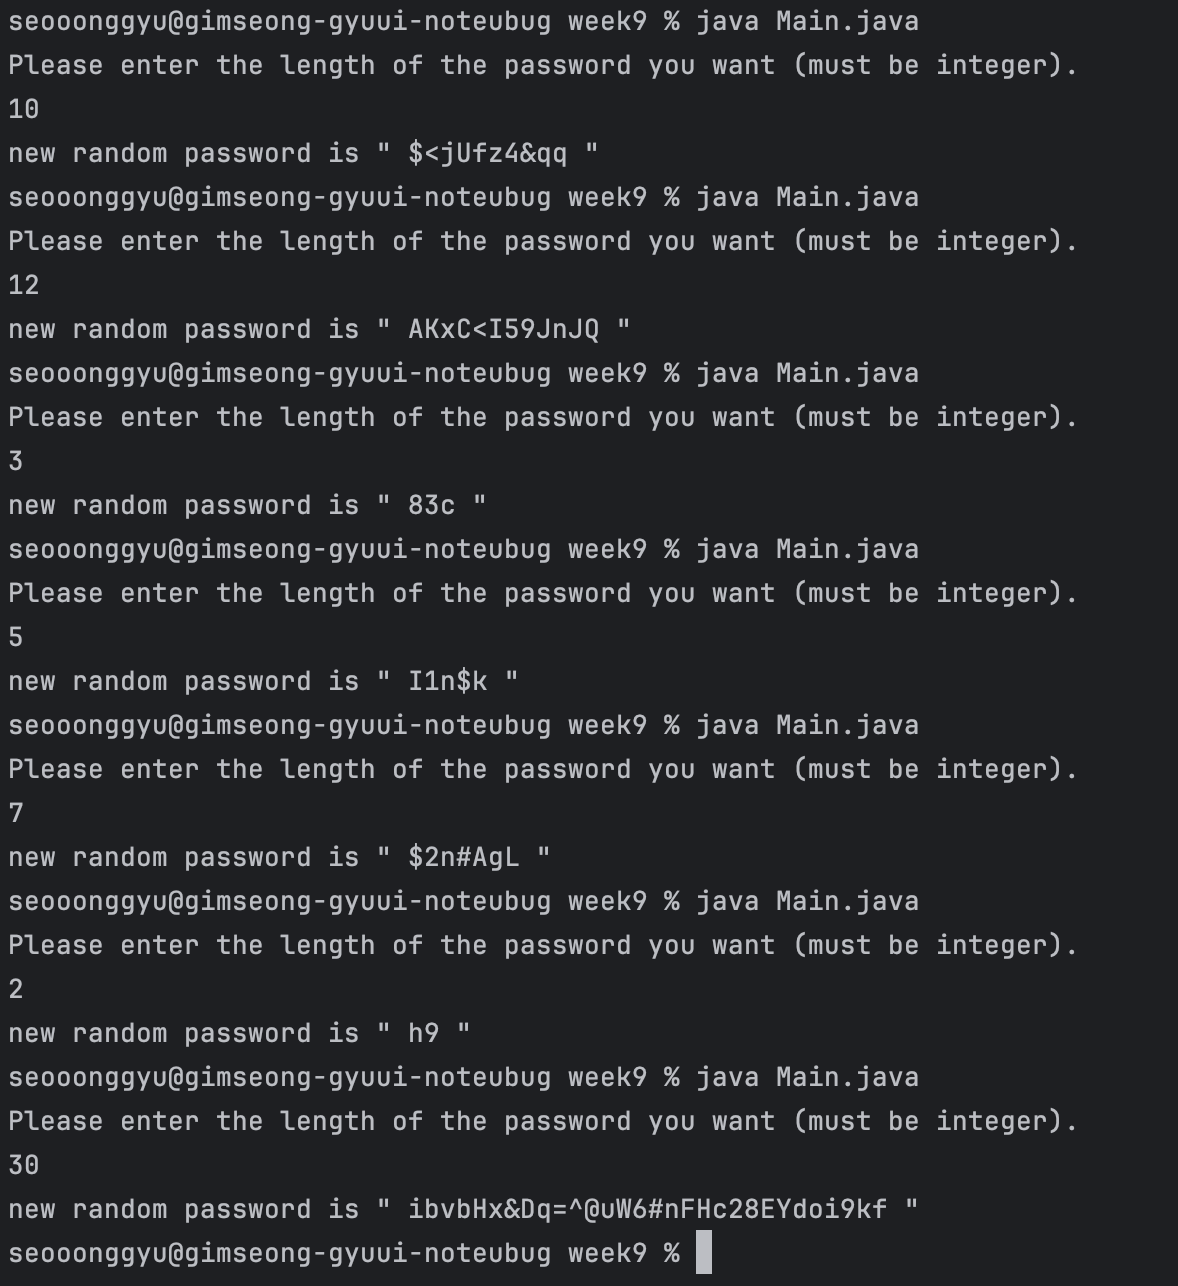 seooonggyu@gimseong-gyuui-noteubug week9 % java Main.java
Please enter the length of the password you want (must be integer).
10
new random password is " $<jUfz4&qq "
seooonggyu@gimseong-gyuui-noteubug week9 % java Main.java
Please enter the length of the password you want (must be integer).
12
new random password is " AKxC<I59JnJQ "
seooonggyu@gimseong-gyuui-noteubug week9 % java Main.java
Please enter the length of the password you want (must be integer).
3
new random password is " 83c "
seooonggyu@gimseong-gyuui-noteubug week9 % java Main.java
Please enter the length of the password you want (must be integer).
5
new random password is " I1n$k "
seooonggyu@gimseong-gyuui-noteubug week9 % java Main.java
Please enter the length of the password you want (must be integer).
7
new random password is " $2n#AgL "
seooonggyu@gimseong-gyuui-noteubug week9 % java Main.java
Please enter the length of the password you want (must be integer).
2
new random password is " h9 "
seooonggyu@gimseong-gyuui-noteubug week9 % java Main.java
Please enter the length of the password you want (must be integer).
30
new random password is " ibvbHx&Dq=^@uW6#nFHc28EYdoi9kf "
seooonggyu@gimseong-gyuui-noteubug week9 %